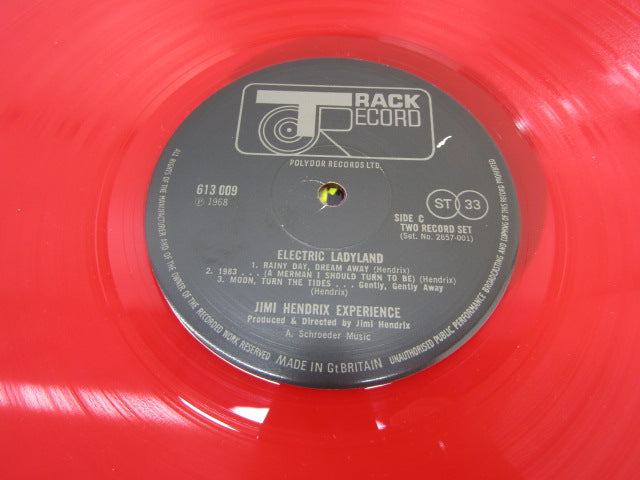 TRACK
RECORD
POLYDOR RECORDS LTD.
613 009
℗ 1968
ST 33
SIDE C
TWO RECORD SET
(Set. No. 2657-001)
ELECTRIC LADYLAND
1. RAINY DAY, DREAM AWAY (Hendrix)
2. 1983 . . . (A MERMAN I SHOULD TURN TO BE) (Hendrix)
3. MOON, TURN THE TIDES . . . Gently, Gently Away
(Hendrix)
JIMI HENDRIX EXPERIENCE
Produced & Directed by Jimi Hendrix
A. Schroeder Music
ALL RIGHTS OF THE MANUFACTURER AND OF THE OWNER OF THE RECORDED WORK RESERVED
MADE IN Gt BRITAIN
UNAUTHORISED PUBLIC PERFORMANCE BROADCASTING AND COPYING OF THIS RECORD PROHIBITED